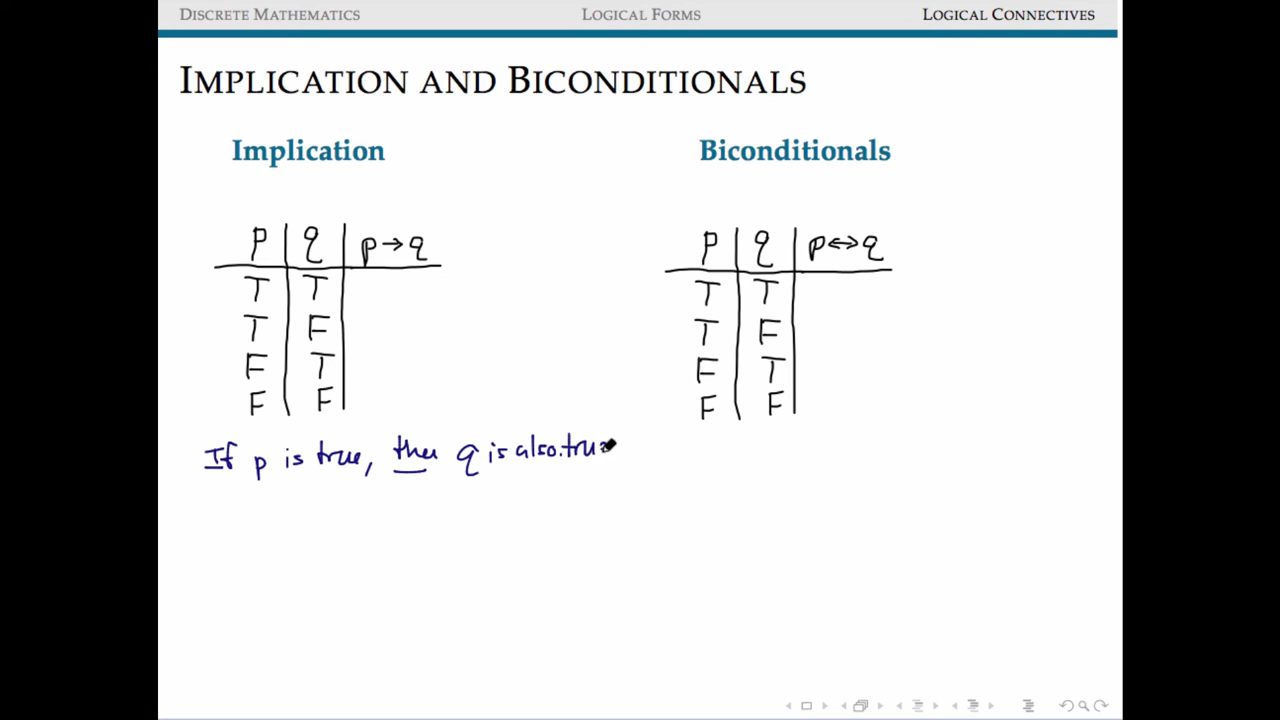 DISCRETE MATHEMATICS LOGICAL FORMS LOGICAL CONNECTIVES
IMPLICATION AND BICONDITIONALS
Implication
p q p → q
T T
T F
F T
F F
If p is true, then q is also true
Biconditionals
p q p ↔ q
T T
T F
F T
F F